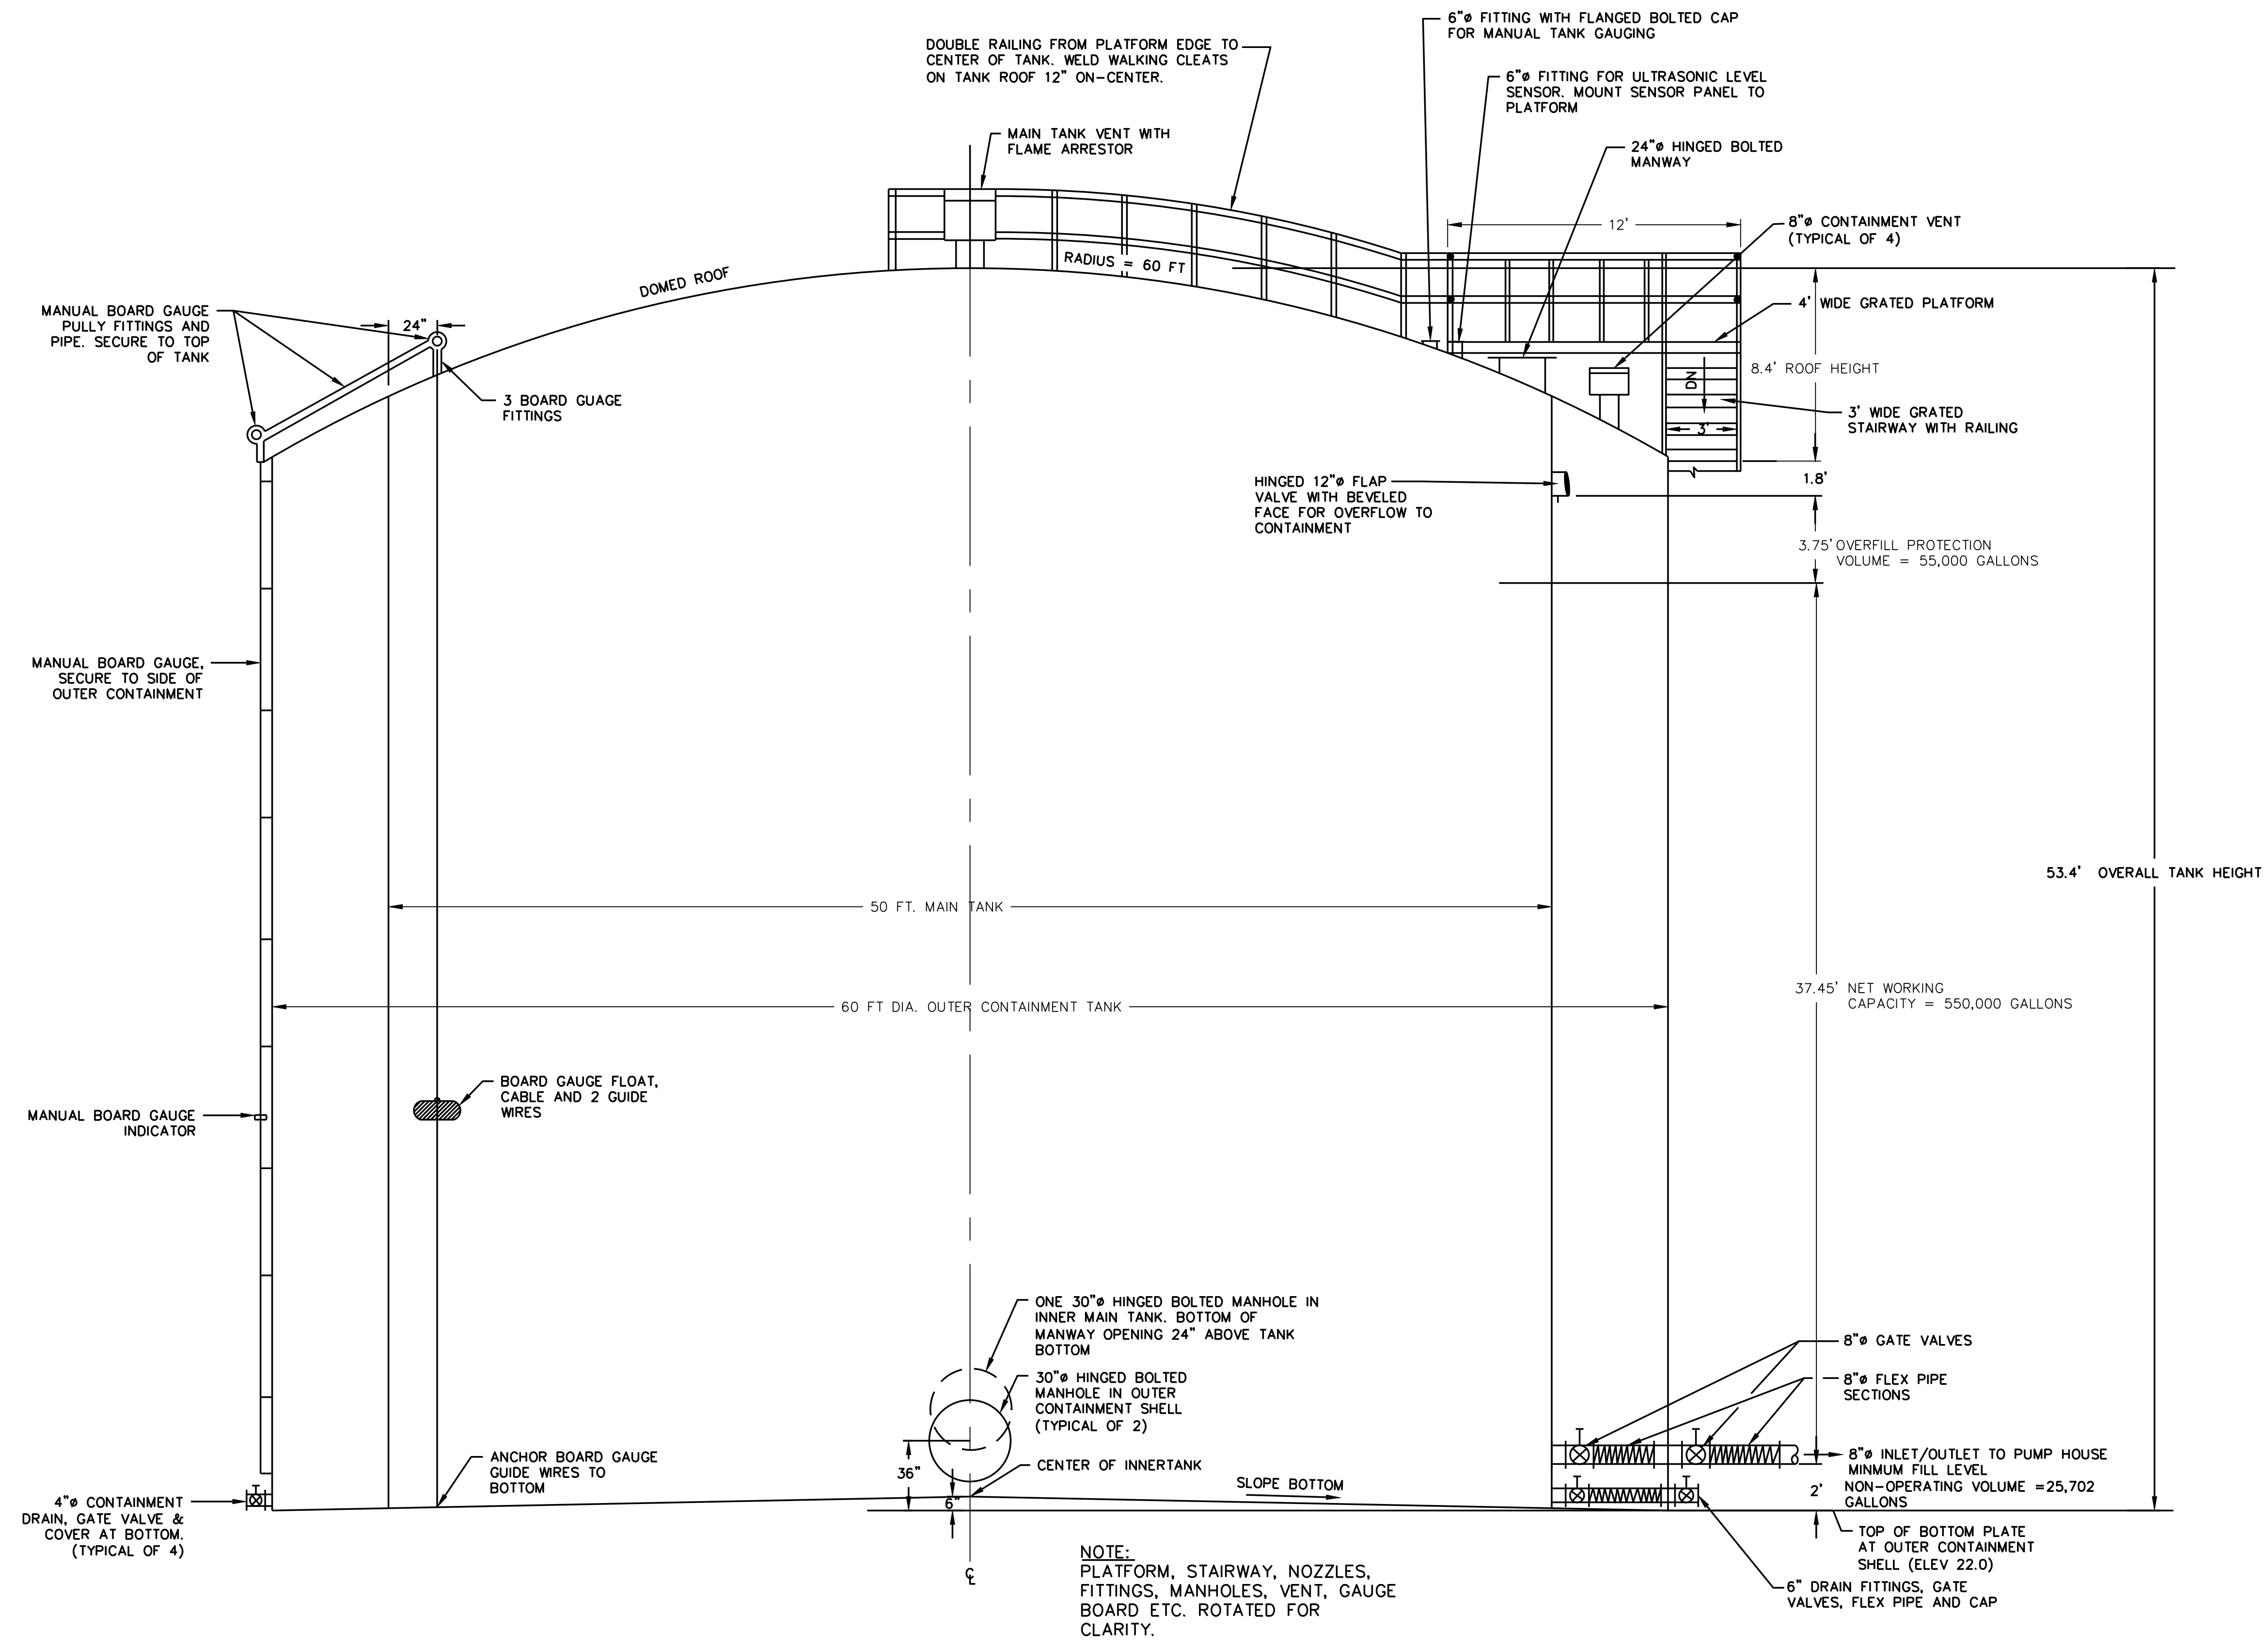 6"ø FITTING WITH FLANGED BOLTED CAP
FOR MANUAL TANK GAUGING
DOUBLE RAILING FROM PLATFORM EDGE TO
CENTER OF TANK. WELD WALKING CLEATS
ON TANK ROOF 12" ON-CENTER.
6"ø FITTING FOR ULTRASONIC LEVEL
SENSOR. MOUNT SENSOR PANEL TO
PLATFORM
MAIN TANK VENT WITH
FLAME ARRESTOR
24"ø HINGED BOLTED
MANWAY
8"ø CONTAINMENT VENT
(TYPICAL OF 4)
12'
RADIUS = 60 FT
DOMED ROOF
4' WIDE GRATED PLATFORM
MANUAL BOARD GAUGE
PULLY FITTINGS AND
PIPE. SECURE TO TOP
OF TANK
24"
8.4' ROOF HEIGHT
DN
3 BOARD GUAGE
FITTINGS
3' WIDE GRATED
STAIRWAY WITH RAILING
3'
1.8'
HINGED 12"ø FLAP
VALVE WITH BEVELED
FACE FOR OVERFLOW TO
CONTAINMENT
3.75' OVERFILL PROTECTION
VOLUME = 55,000 GALLONS
MANUAL BOARD GAUGE,
SECURE TO SIDE OF
OUTER CONTAINMENT
53.4' OVERALL TANK HEIGHT
50 FT. MAIN TANK
37.45' NET WORKING
CAPACITY = 550,000 GALLONS
60 FT DIA. OUTER CONTAINMENT TANK
BOARD GAUGE FLOAT,
CABLE AND 2 GUIDE
WIRES
MANUAL BOARD GAUGE
INDICATOR
ONE 30"ø HINGED BOLTED MANHOLE IN
INNER MAIN TANK. BOTTOM OF
MANWAY OPENING 24" ABOVE TANK
BOTTOM
30"ø HINGED BOLTED
MANHOLE IN OUTER
CONTAINMENT SHELL
(TYPICAL OF 2)
8"ø GATE VALVES
8"ø FLEX PIPE
SECTIONS
ANCHOR BOARD GAUGE
GUIDE WIRES TO
BOTTOM
36"
CENTER OF INNERTANK
6"
SLOPE BOTTOM
8"ø INLET/OUTLET TO PUMP HOUSE
MINMUM FILL LEVEL
NON-OPERATING VOLUME =25,702
GALLONS
2'
4"ø CONTAINMENT
DRAIN, GATE VALVE &
COVER AT BOTTOM.
(TYPICAL OF 4)
TOP OF BOTTOM PLATE
AT OUTER CONTAINMENT
SHELL (ELEV 22.0)
6" DRAIN FITTINGS, GATE
VALVES, FLEX PIPE AND CAP
℄
NOTE:
PLATFORM, STAIRWAY, NOZZLES,
FITTINGS, MANHOLES, VENT, GAUGE
BOARD ETC. ROTATED FOR
CLARITY.